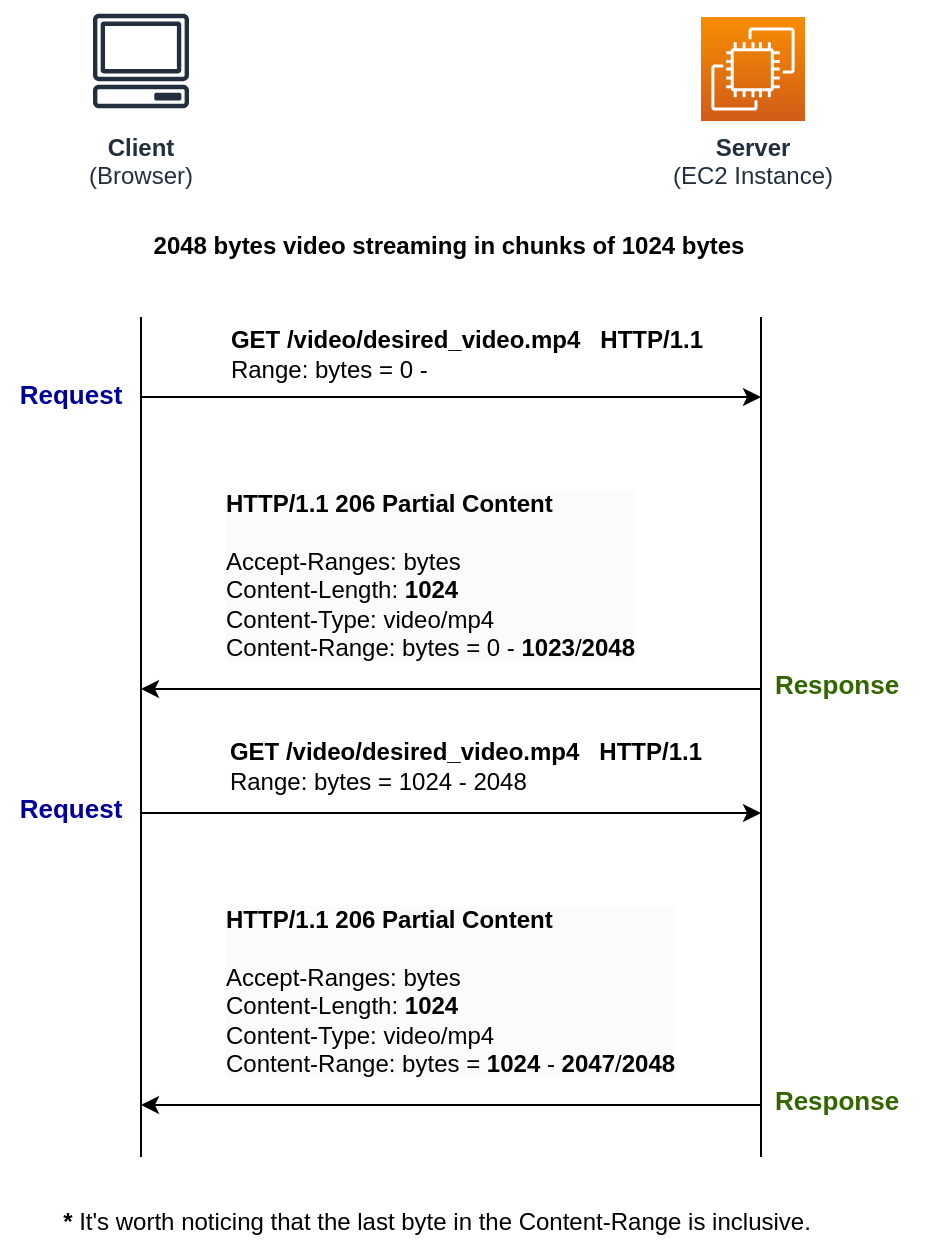 Client
(Browser)
Server
(EC2 Instance)
2048 bytes video streaming in chunks of 1024 bytes
GET /video/desired_video.mp4   HTTP/1.1
Range: bytes = 0 -
Request
HTTP/1.1 206 Partial Content
Accept-Ranges: bytes
Content-Length: 1024
Content-Type: video/mp4
Content-Range: bytes = 0 - 1023/2048
Response
GET /video/desired_video.mp4   HTTP/1.1
Range: bytes = 1024 - 2048
Request
HTTP/1.1 206 Partial Content
Accept-Ranges: bytes
Content-Length: 1024
Content-Type: video/mp4
Content-Range: bytes = 1024 - 2047/2048
Response
* It's worth noticing that the last byte in the Content-Range is inclusive.